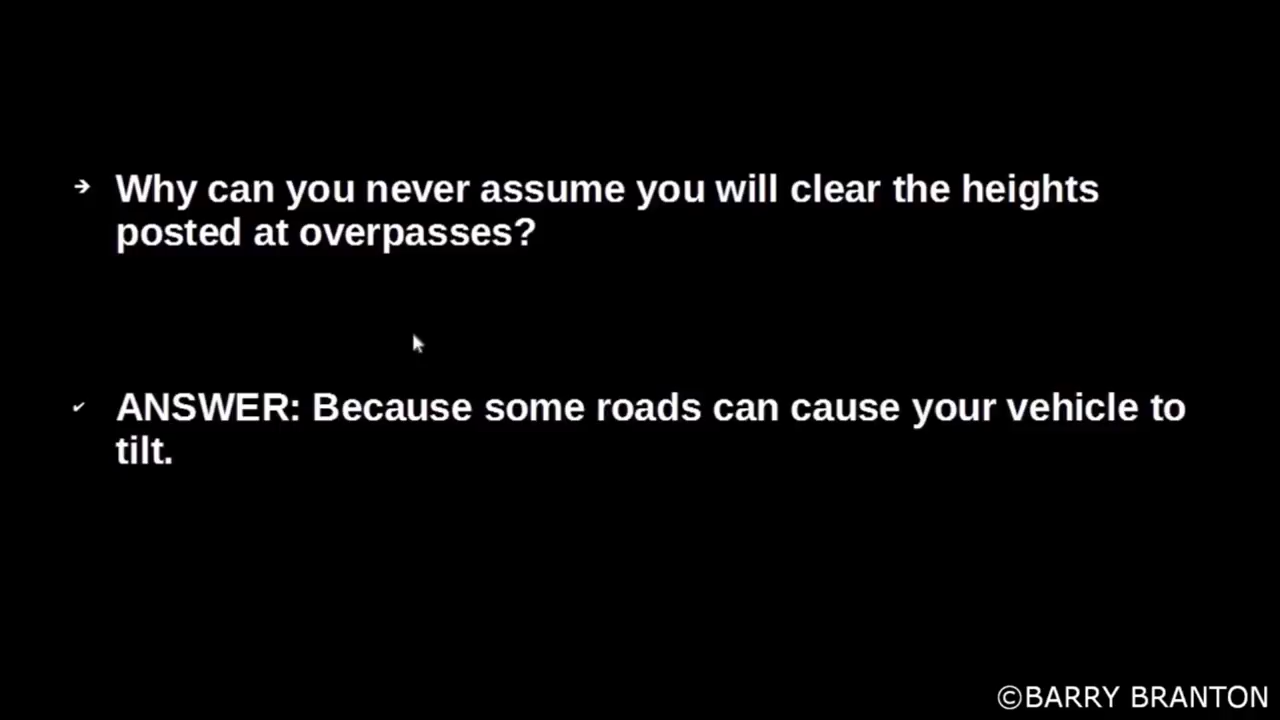 ➔ Why can you never assume you will clear the heights
posted at overpasses?
✓ ANSWER: Because some roads can cause your vehicle to
tilt.
©BARRY BRANTON